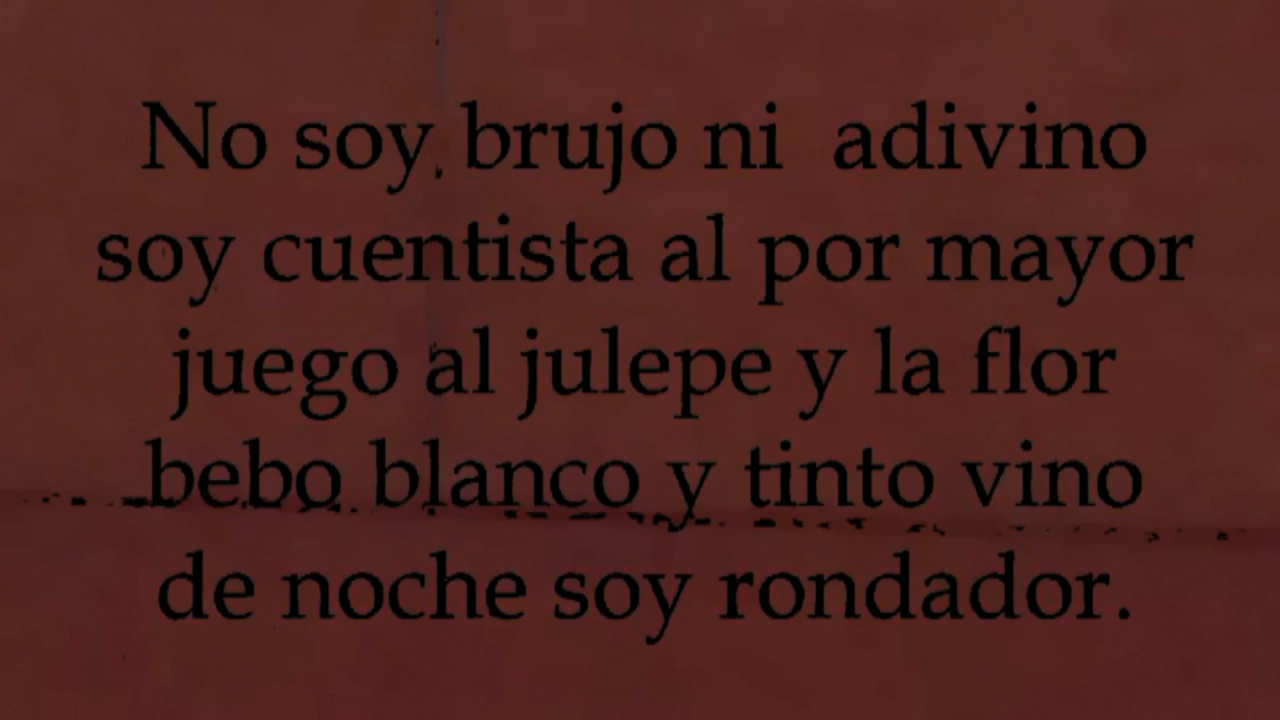 No soy brujo ni adivino
soy cuentista al por mayor
juego al julepe y la flor
bebo blanco y tinto vino
de noche soy rondador.